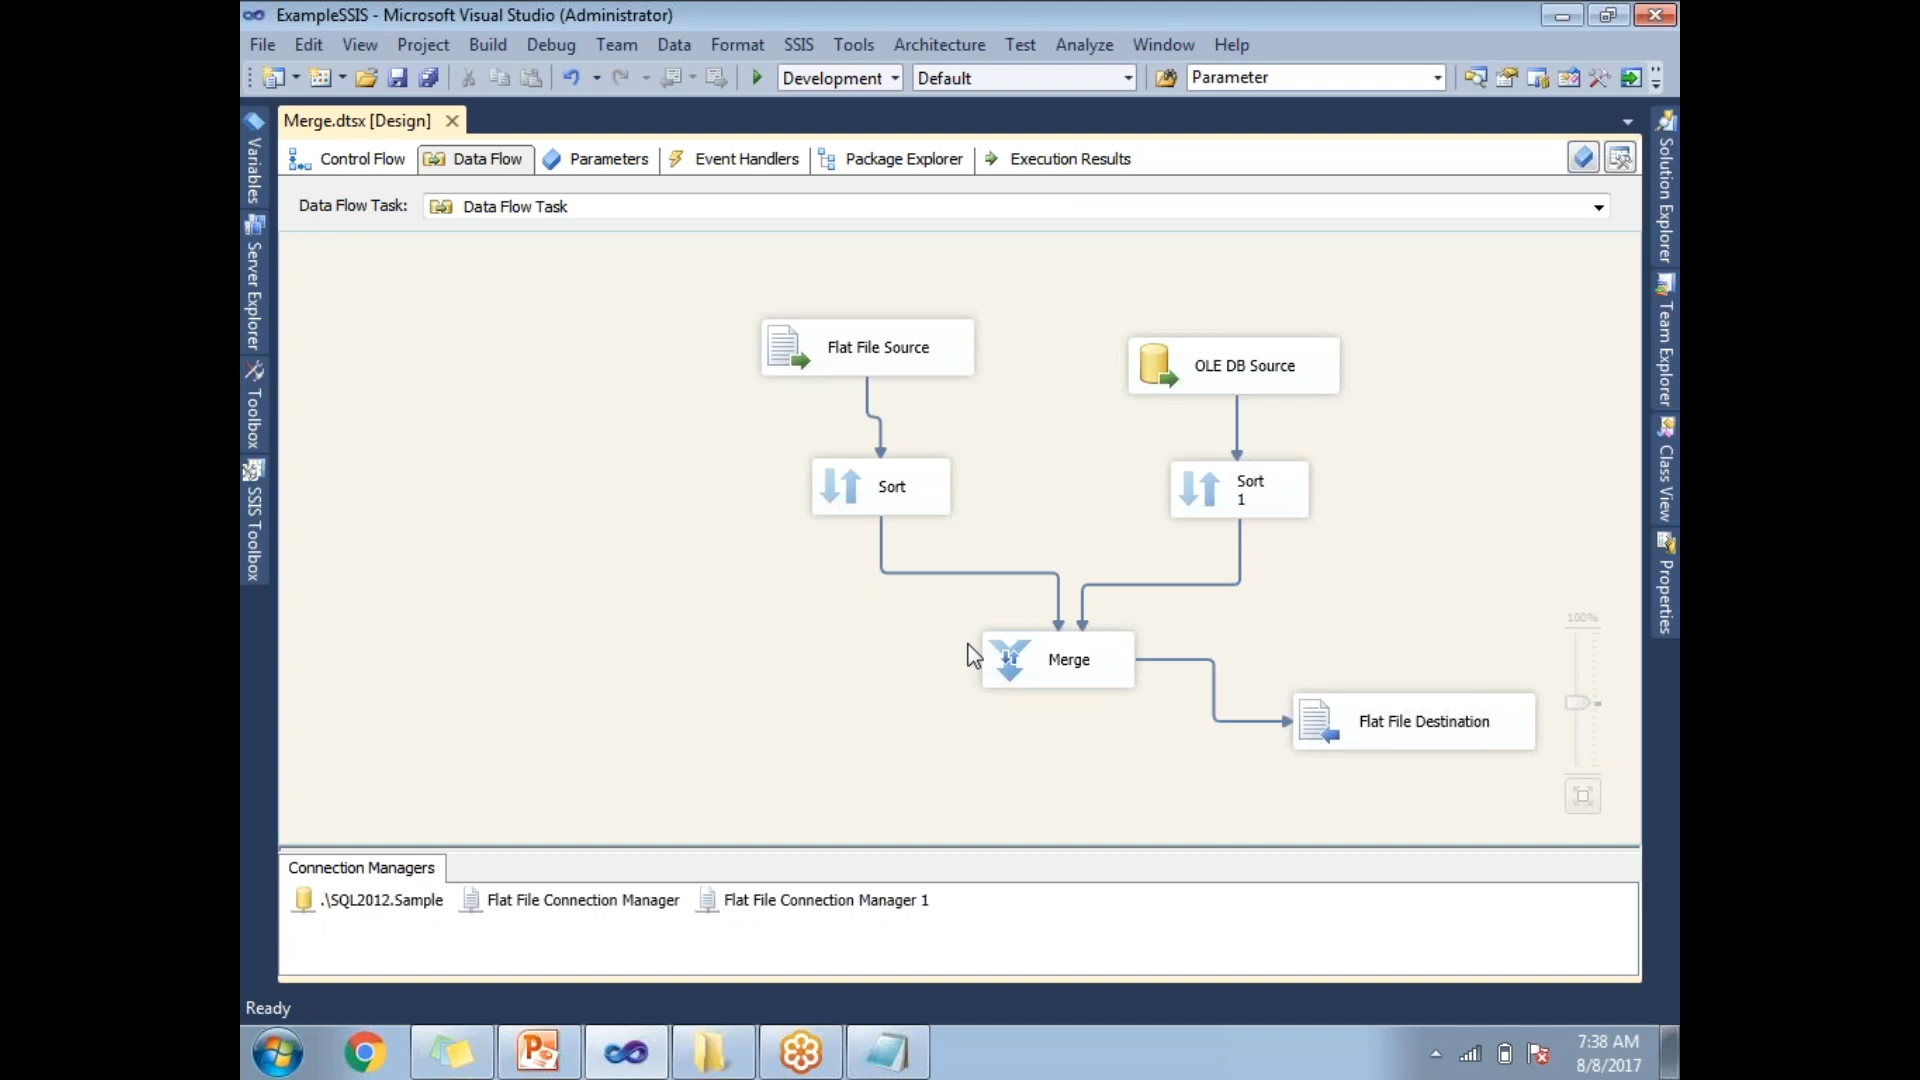 ExampleSSIS - Microsoft Visual Studio (Administrator)
File Edit View Project Build Debug Team Data Format SSIS Tools Architecture Test Analyze Window Help
Development Default Parameter
Merge.dtsx [Design]
Control Flow Data Flow Parameters Event Handlers Package Explorer Execution Results
Data Flow Task: Data Flow Task
Variables
Server Explorer
Toolbox
SSIS Toolbox
Flat File Source
OLE DB Source
Sort
Sort
1
Merge
Flat File Destination
100%
Solution Explorer
Team Explorer
Class View
Properties
Connection Managers
.\SQL2012.Sample Flat File Connection Manager Flat File Connection Manager 1
Ready
7:38 AM
8/8/2017